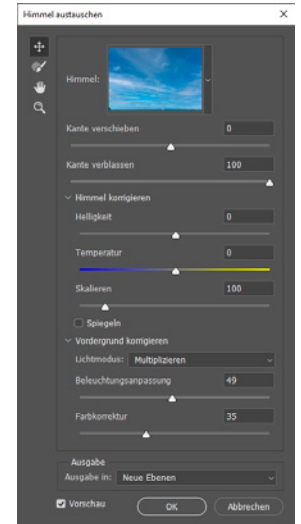 Himmel austauschen
Himmel:
Kante verschieben 0
Kante verblassen 100
Himmel korrigieren
Helligkeit 0
Temperatur 0
Skalieren 100
Spiegeln
Vordergrund korrigieren
Lichtmodus: Multiplizieren
Beleuchtungsanpassung 49
Farbkorrektur 35
Ausgabe
Ausgabe in: Neue Ebenen
Vorschau OK Abbrechen